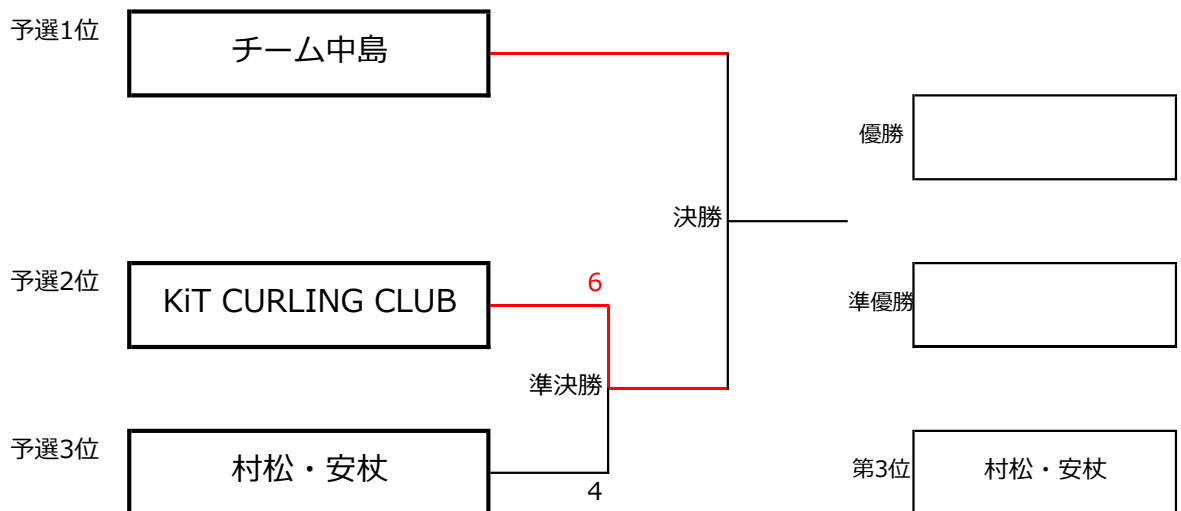 予選1位
チーム中島
優勝
決勝
予選2位
KiT CURLING CLUB
6
準優勝
準決勝
予選3位
村松・安杖
4
第3位
村松・安杖